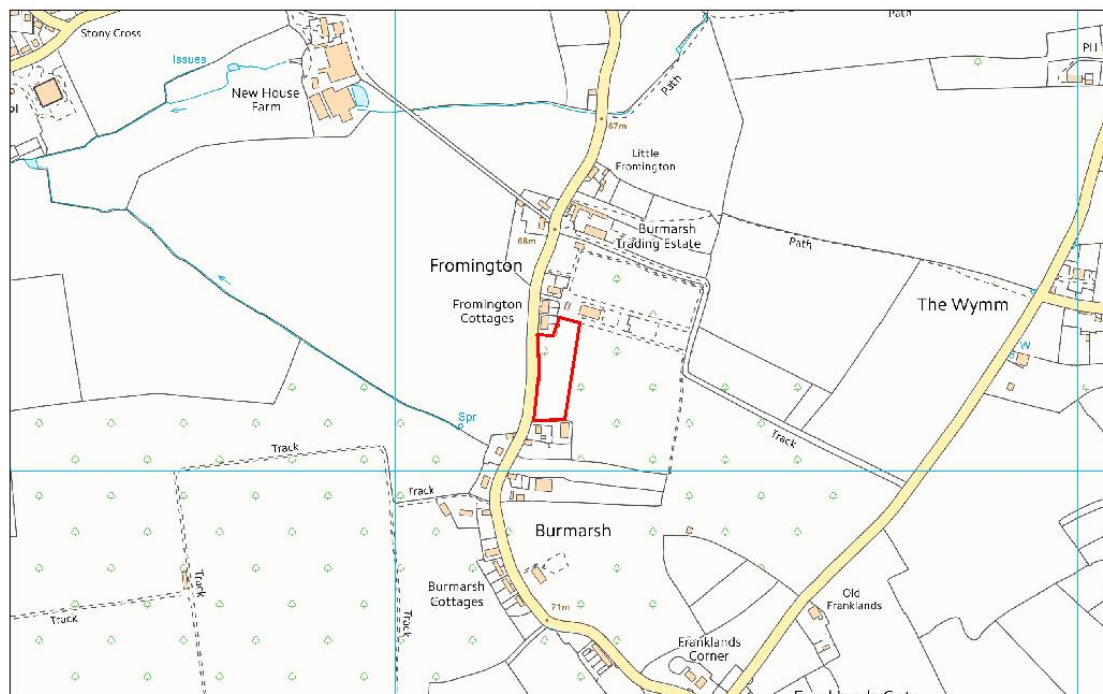 Path
Stony Cross
PH
Issues
New House
Farm
Path
67m
Little
Fromington
Burmarsh
Trading Estate
68m
Path
Fromington
Fromington
Cottages
The Wymm
W
Spr
Track
Track
Track
Burmarsh
Track
Track
Burmarsh
Cottages
Old
Franklands
Track
71m
Franklands
Corner